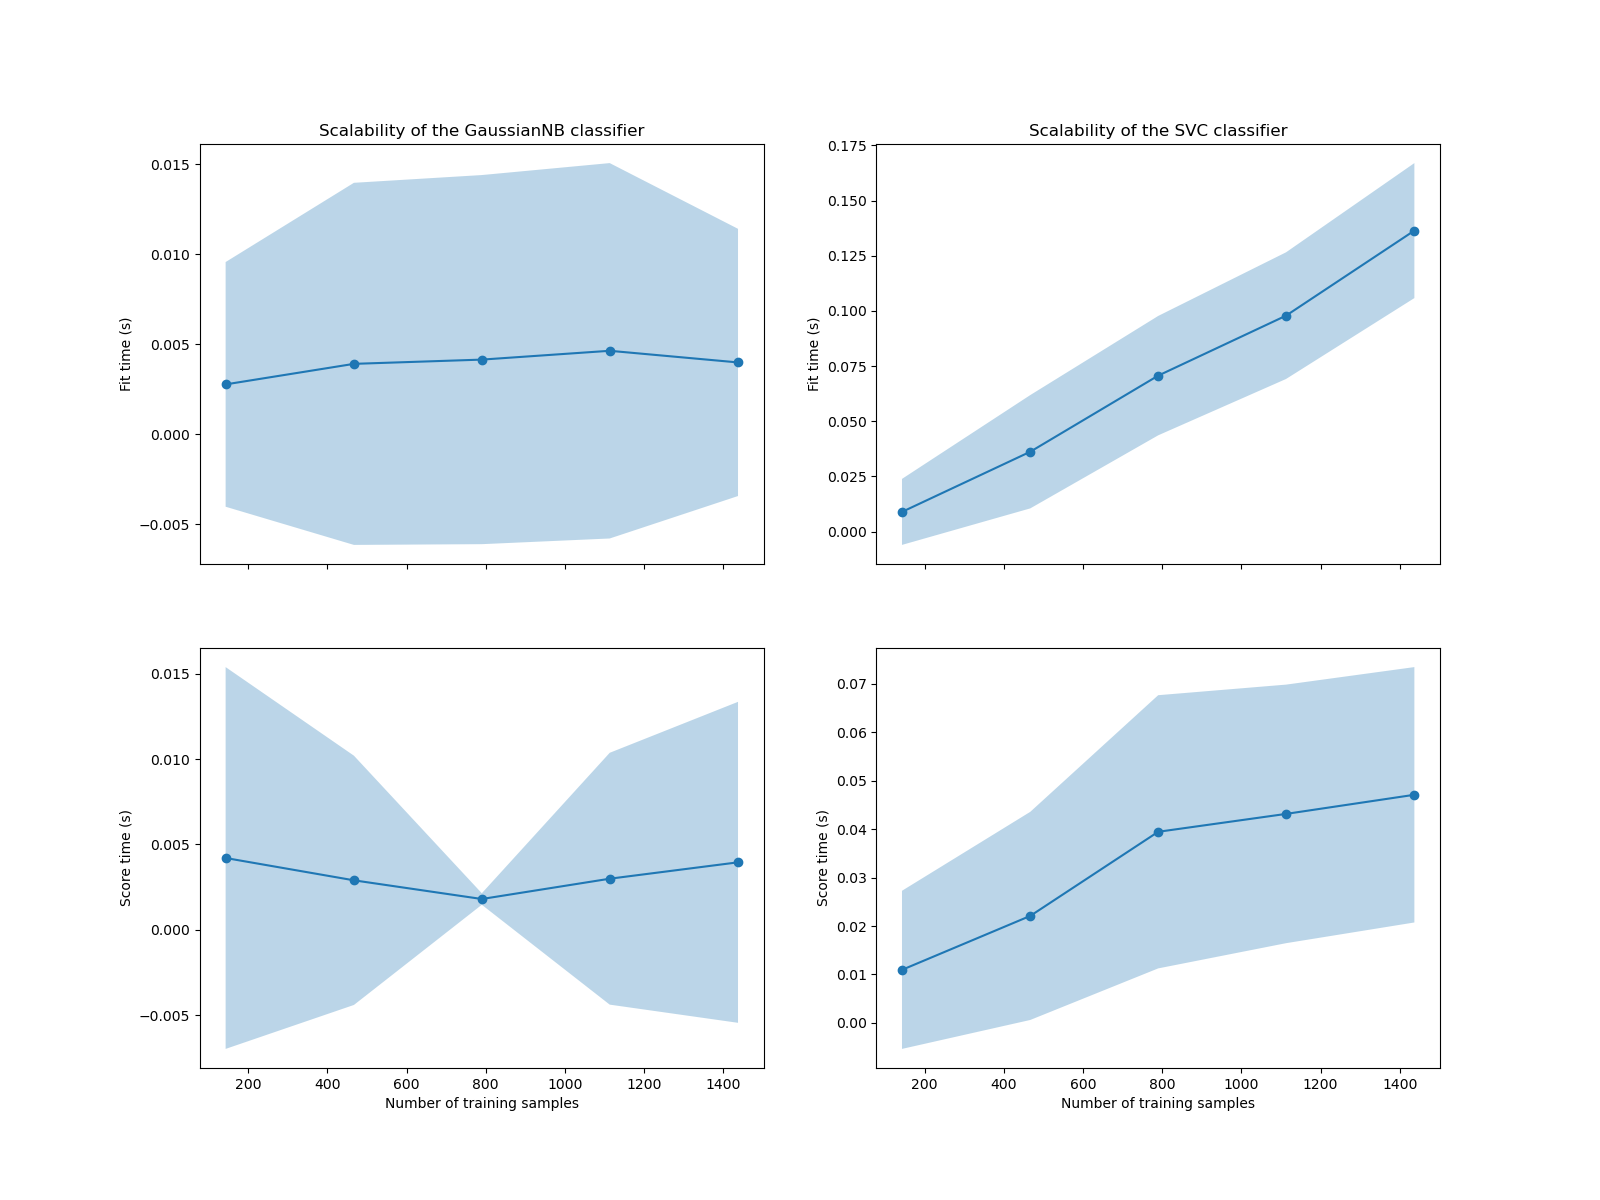 Scalability of the GaussianNB classifier
Fit time (s)
0.015
0.010
0.005
0.000
−0.005
Scalability of the SVC classifier
Fit time (s)
0.175
0.150
0.125
0.100
0.075
0.050
0.025
0.000
Score time (s)
0.015
0.010
0.005
0.000
−0.005
200 400 600 800 1000 1200 1400
Number of training samples
Score time (s)
0.07
0.06
0.05
0.04
0.03
0.02
0.01
0.00
200 400 600 800 1000 1200 1400
Number of training samples